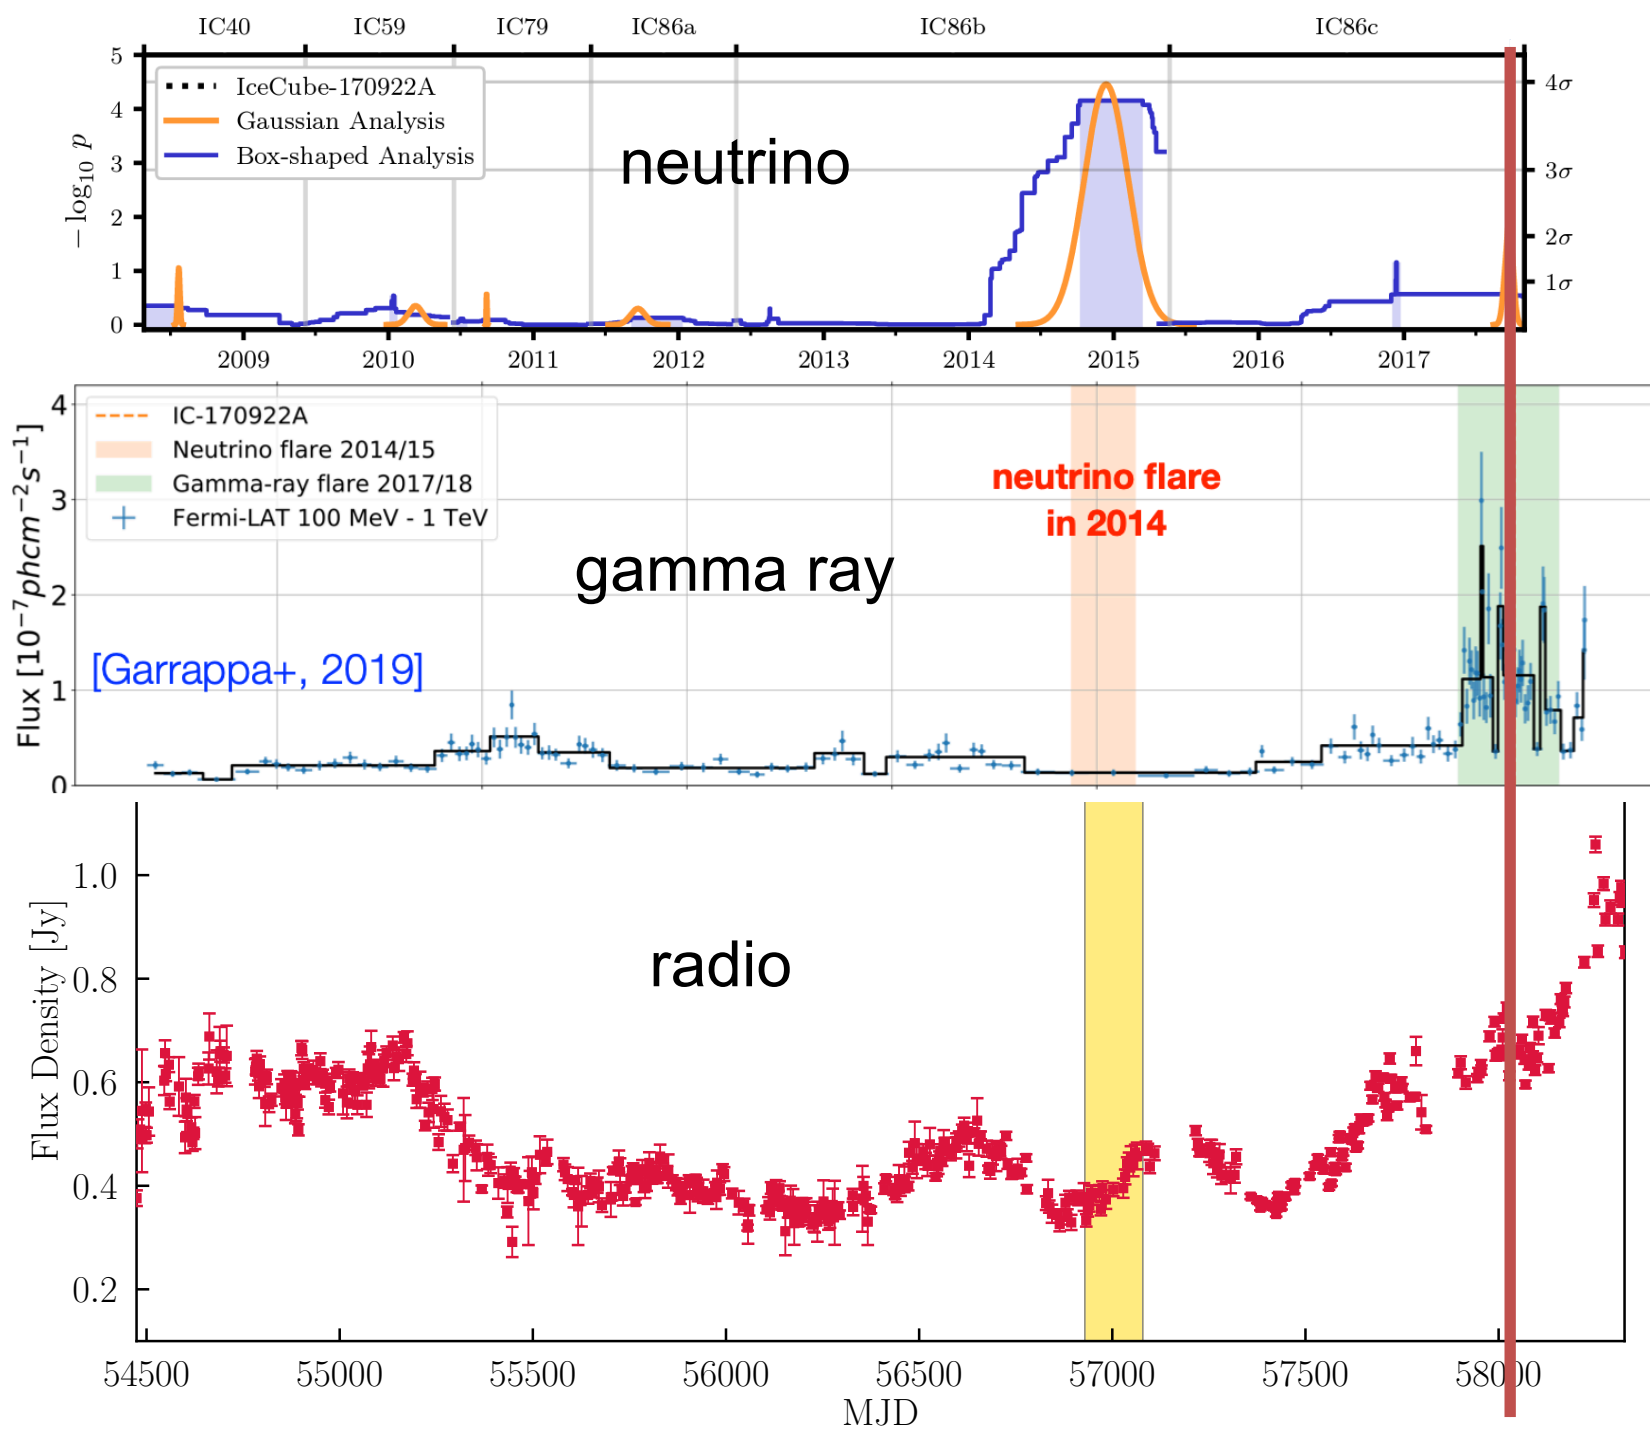 IC40 IC59 IC79 IC86a IC86b IC86c
5
4
3
2
1
0
− log10 p
IceCube-170922A
Gaussian Analysis
Box-shaped Analysis
neutrino
4σ
3σ
2σ
1σ
2009 2010 2011 2012 2013 2014 2015 2016 2017
4
3
2
1
0
Flux [10⁻⁷phcm⁻²s⁻¹]
IC-170922A
Neutrino flare 2014/15
Gamma-ray flare 2017/18
Fermi-LAT 100 MeV - 1 TeV
neutrino flare
in 2014
gamma ray
[Garrappa+, 2019]
1.0
0.8
0.6
0.4
0.2
Flux Density [Jy]
radio
54500 55000 55500 56000 56500 57000 57500 58000
MJD